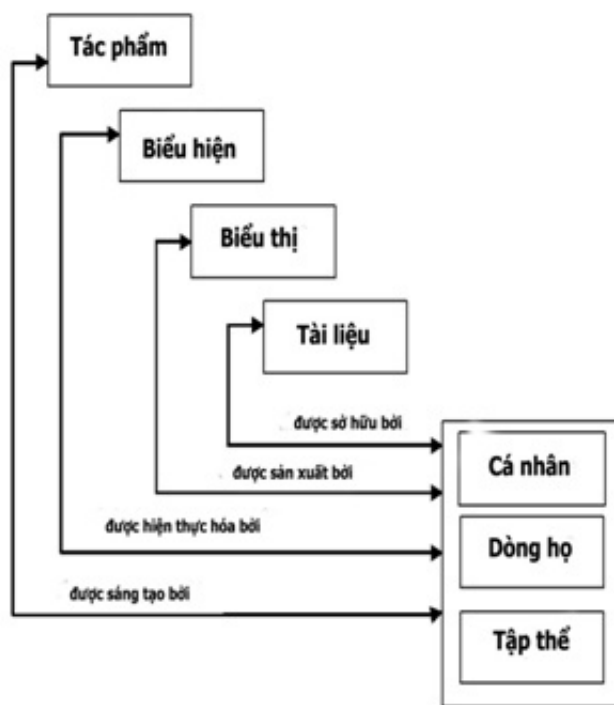 Tác phẩm
Biểu hiện
Biểu thị
Tài liệu
được sở hữu bởi
Cá nhân
được sản xuất bởi
được hiện thực hóa bởi
Dòng họ
được sáng tạo bởi
Tập thể